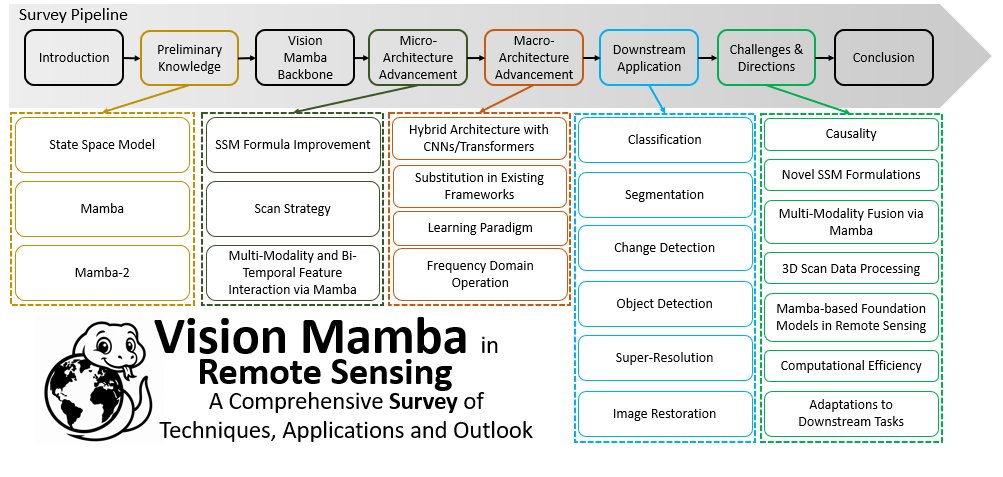 Survey Pipeline
Introduction
Preliminary
Knowledge
Vision
Mamba
Backbone
Micro-
Architecture
Advancement
Macro-
Architecture
Advancement
Downstream
Application
Challenges &
Directions
Conclusion
State Space Model
Mamba
Mamba-2
SSM Formula Improvement
Scan Strategy
Multi-Modality and Bi-
Temporal Feature
Interaction via Mamba
Hybrid Architecture with
CNNs/Transformers
Substitution in Existing
Frameworks
Learning Paradigm
Frequency Domain
Operation
Classification
Segmentation
Change Detection
Object Detection
Super-Resolution
Image Restoration
Causality
Novel SSM Formulations
Multi-Modality Fusion via
Mamba
3D Scan Data Processing
Mamba-based Foundation
Models in Remote Sensing
Computational Efficiency
Adaptations to
Downstream Tasks
Vision Mamba in
Remote Sensing
A Comprehensive Survey of
Techniques, Applications and Outlook